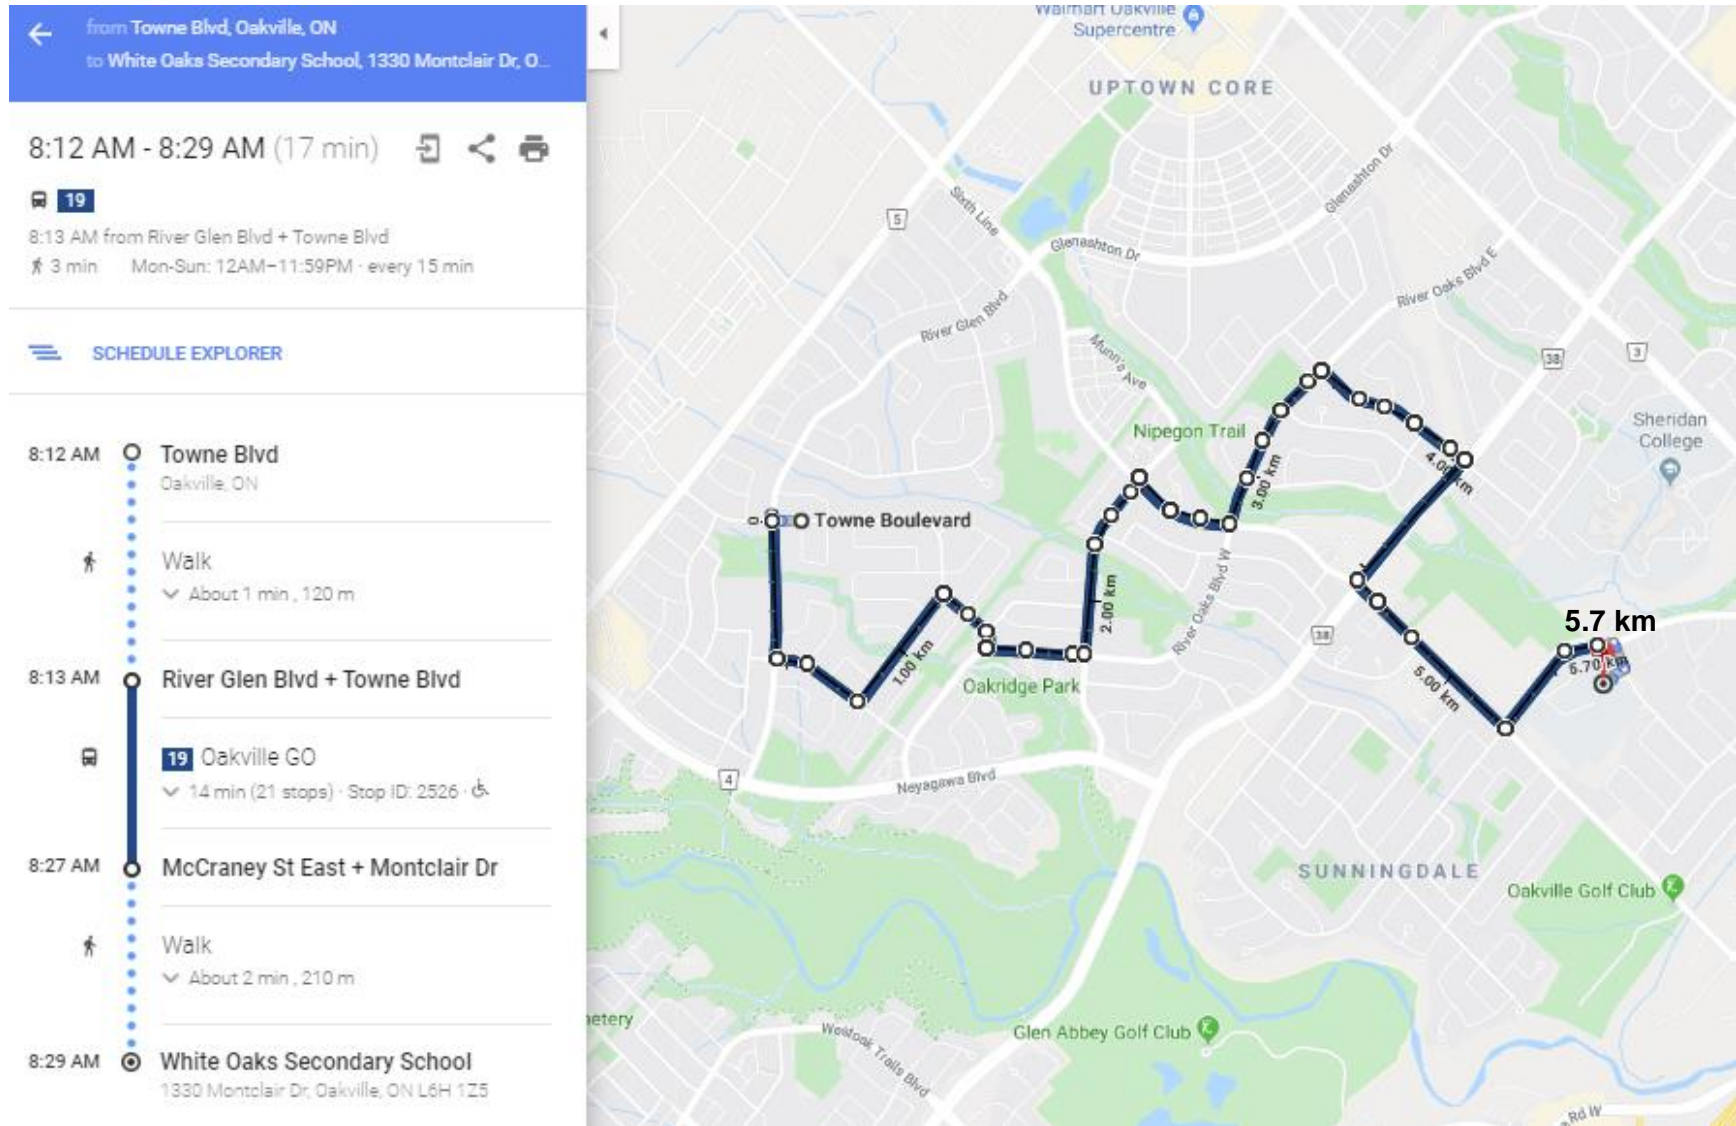 from Towne Blvd, Oakville, ON
to White Oaks Secondary School, 1330 Montclair Dr, O...
8:12 AM - 8:29 AM (17 min)
19
8:13 AM from River Glen Blvd + Towne Blvd
3 min Mon-Sun: 12AM–11:59PM · every 15 min
SCHEDULE EXPLORER
8:12 AM Towne Blvd
Oakville, ON
Walk
About 1 min , 120 m
8:13 AM River Glen Blvd + Towne Blvd
19 Oakville GO
14 min (21 stops) · Stop ID: 2526 ·
8:27 AM McCraney St East + Montclair Dr
Walk
About 2 min , 210 m
8:29 AM White Oaks Secondary School
1330 Montclair Dr, Oakville, ON L6H 1Z5
Walmart Oakville
Supercentre
UPTOWN CORE
Glenashton Dr
Sixth Line
5
Glenashton Dr
River Oaks Blvd E
River Glen Blvd
Munn's Ave
38
3
Sheridan
College
Nipegon Trail
4.00 km
3.00 km
Towne Boulevard
2.00 km
River Oaks Blvd W
38
5.7 km
1.00 km
5.70 km
Oakridge Park
5.00 km
4
Neyagawa Blvd
SUNNINGDALE
Oakville Golf Club
Glen Abbey Golf Club
etery
Westoak Trails Blvd
Rd W